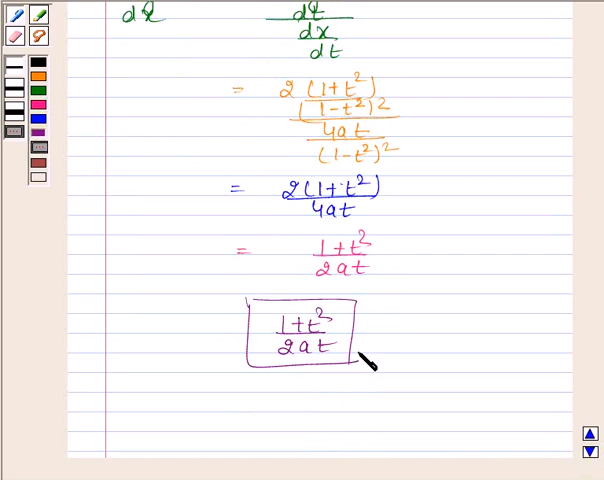 dx dt
dx
dt
= 2(1+t²)
(1-t²)²
4at
(1-t²)²
= 2(1+t²)
4at
= 1+t²
2at
1+t²
2at